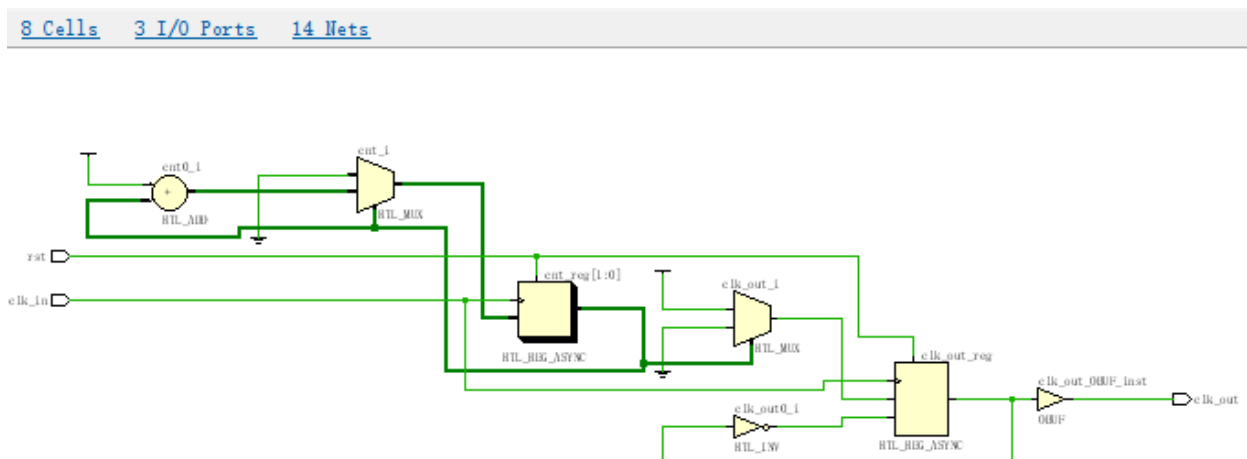 8 Cells 3 I/O Ports 14 Nets
cnt_i
cnt0_i
+
RTL_ADD
RTL_MUX
rst
cnt_reg[1:0]
clk_out_i
clk_in
RTL_MUX
RTL_REG_ASYNC
clk_out_reg
clk_out_OBUF_inst
clk_out
clk_out0_i
OBUF
RTL_INV
RTL_REG_ASYNC